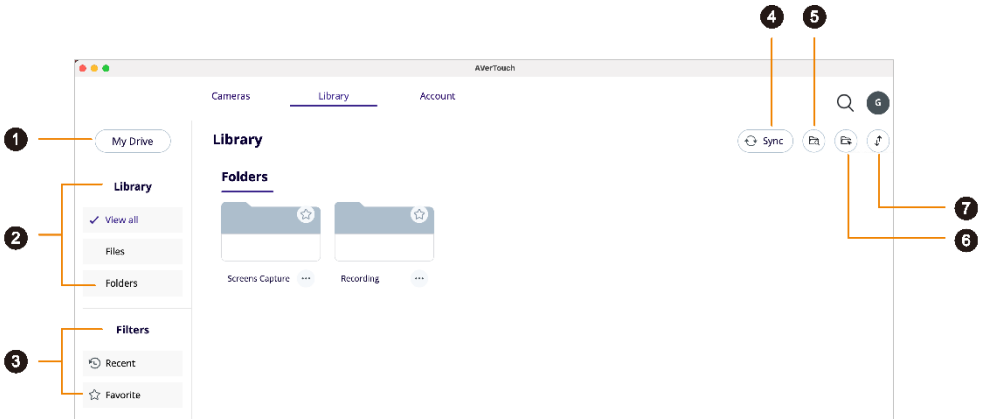 4 5
AVerTouch
Cameras Library Account
G
1 My Drive Library Sync
Library Folders
7
2 View all
6
Files
Folders Screens Capture ... Recording ...
Filters
3 Recent
Favorite